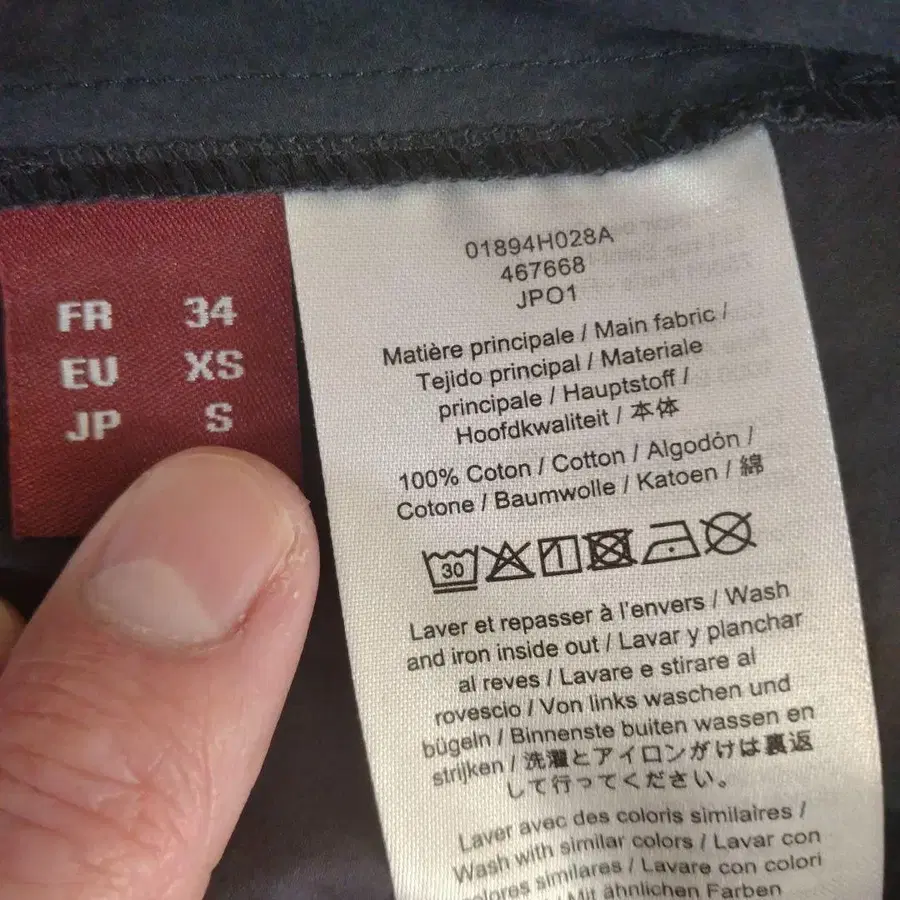 FR 34
EU XS
JP S
01894H028A
467668
JPO1
Matière principale / Main fabric /
Tejido principal / Materiale
principale / Hauptstoff /
Hoofdkwaliteit / 本体
100% Coton / Cotton / Algodón /
Cotone / Baumwolle / Katoen / 綿
30
Laver et repasser à l'envers / Wash
and iron inside out / Lavar y planchar
al reves / Lavare e stirare al
rovescio / Von links waschen und
bügeln / Binnenste buiten wassen en
strijken / 洗濯とアイロンがけは裏返
して行ってください。
Laver avec des coloris similaires /
Wash with similar colors / Lavar con
colores similares / Lavare con colori
/ Mit ähnlichen Farben